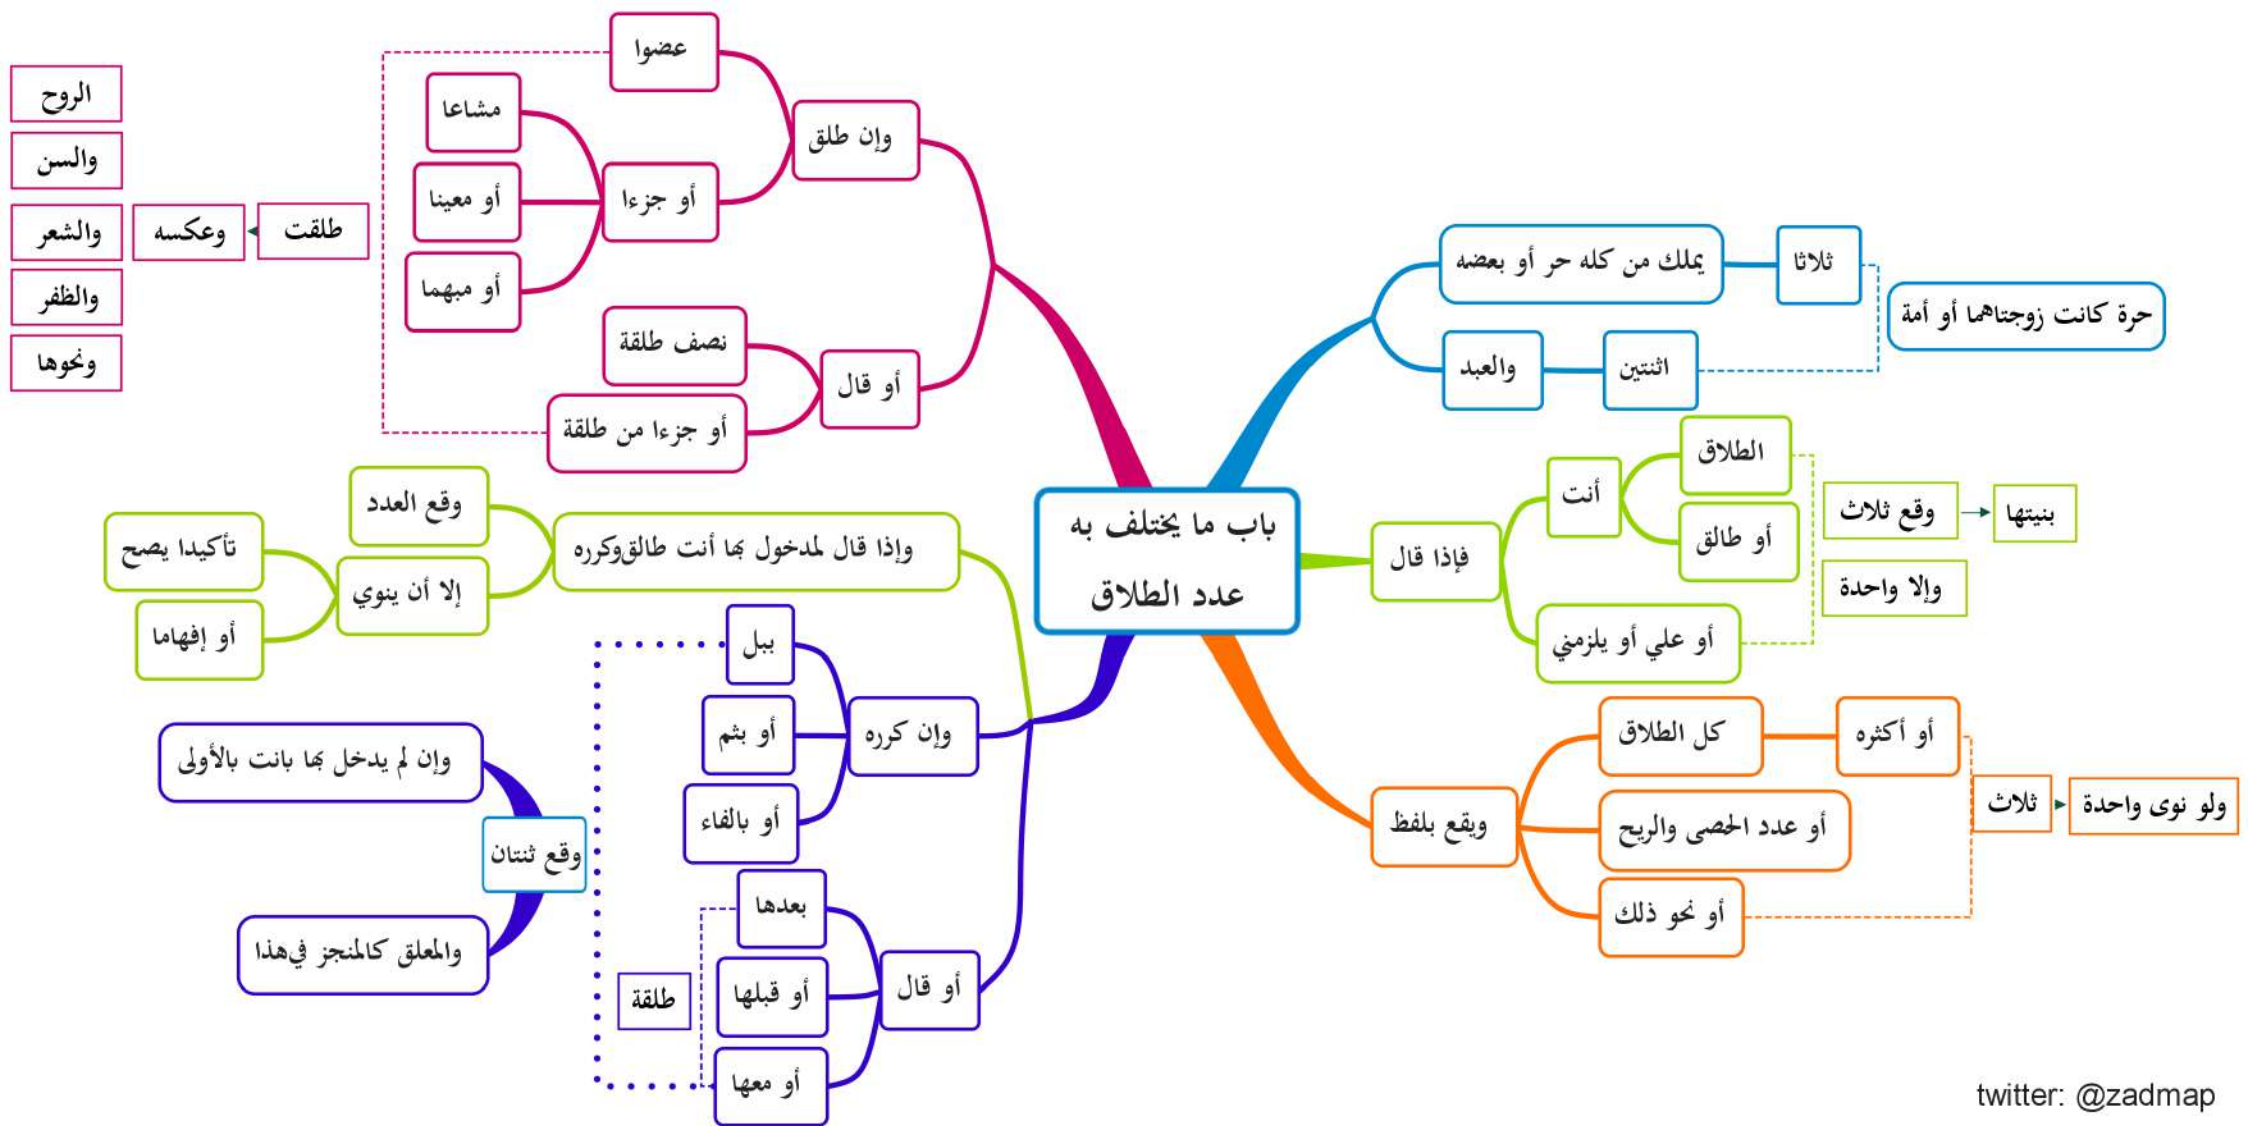 باب ما يختلف به
عدد الطلاق
يملك من كله حر أو بعضه
ثلاثا
والعبد
اثنتين
حرة كانت زوجتاهما أو أمة
فإذا قال
أنت
الطلاق
أو طالق
أو علي أو يلزمني
وقع ثلاث
بنيتها
وإلا واحدة
ويقع بلفظ
كل الطلاق
أو أكثره
أو عدد الحصى والريح
أو نحو ذلك
ثلاث
ولو نوى واحدة
وإن طلق
عضوا
أو جزءا
مشاعا
أو معينا
أو مبهما
أو قال
نصف طلقة
أو جزءا من طلقة
طلقت
وعكسه
الروح
والسن
والشعر
والظفر
ونحوها
وإذا قال لمدخول بها أنت طالق وكرره
وقع العدد
إلا أن ينوي
تأكيدا يصح
أو إفهاما
وإن كرره
ببل
أو بثم
أو بالفاء
أو قال
بعدها
أو قبلها
أو معها
طلقة
وقع ثنتان
وإن لم يدخل بها بانت بالأولى
والمعلق كالمنجز في هذا
twitter: @zadmap